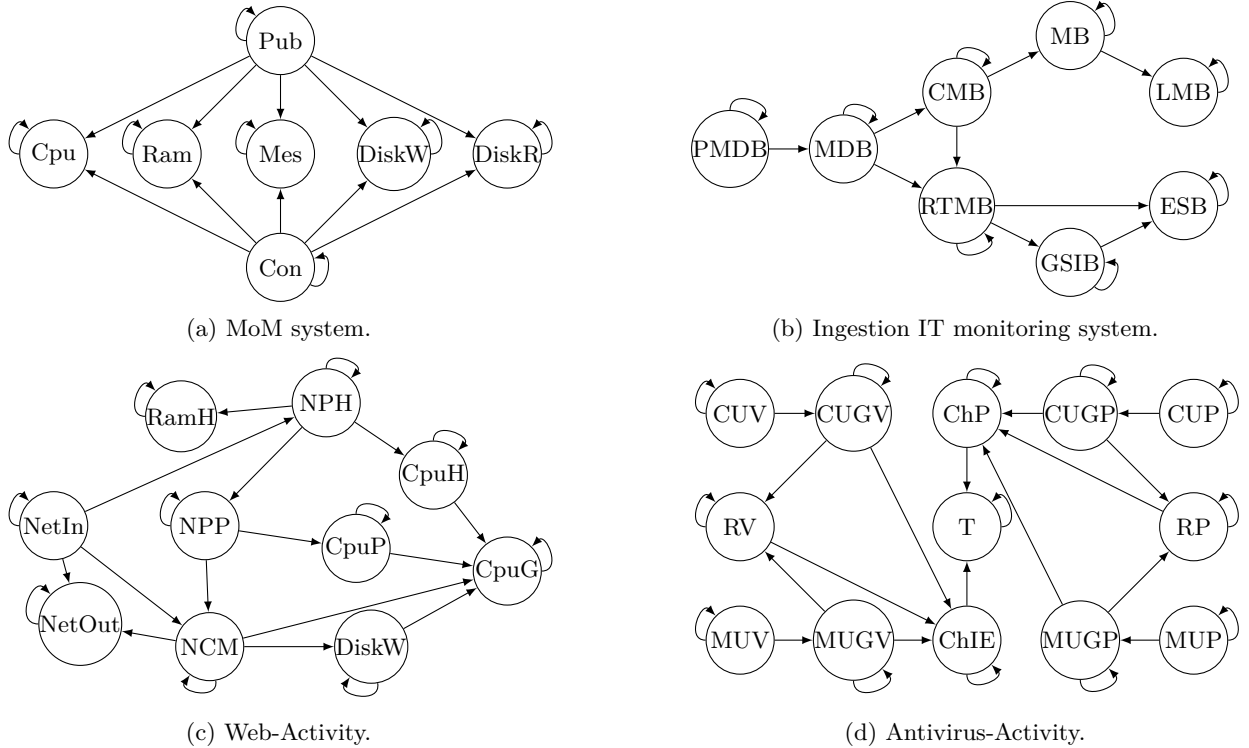 Pub
Cpu
Ram
Mes
DiskW
DiskR
Con
(a) MoM system.
MB
CMB
LMB
PMDB
MDB
RTMB
ESB
GSIB
(b) Ingestion IT monitoring system.
NPH
RamH
CpuH
NetIn
NPP
CpuP
CpuG
NetOut
NCM
DiskW
(c) Web-Activity.
CUV
CUGV
ChP
CUGP
CUP
RV
T
RP
MUV
MUGV
ChIE
MUGP
MUP
(d) Antivirus-Activity.